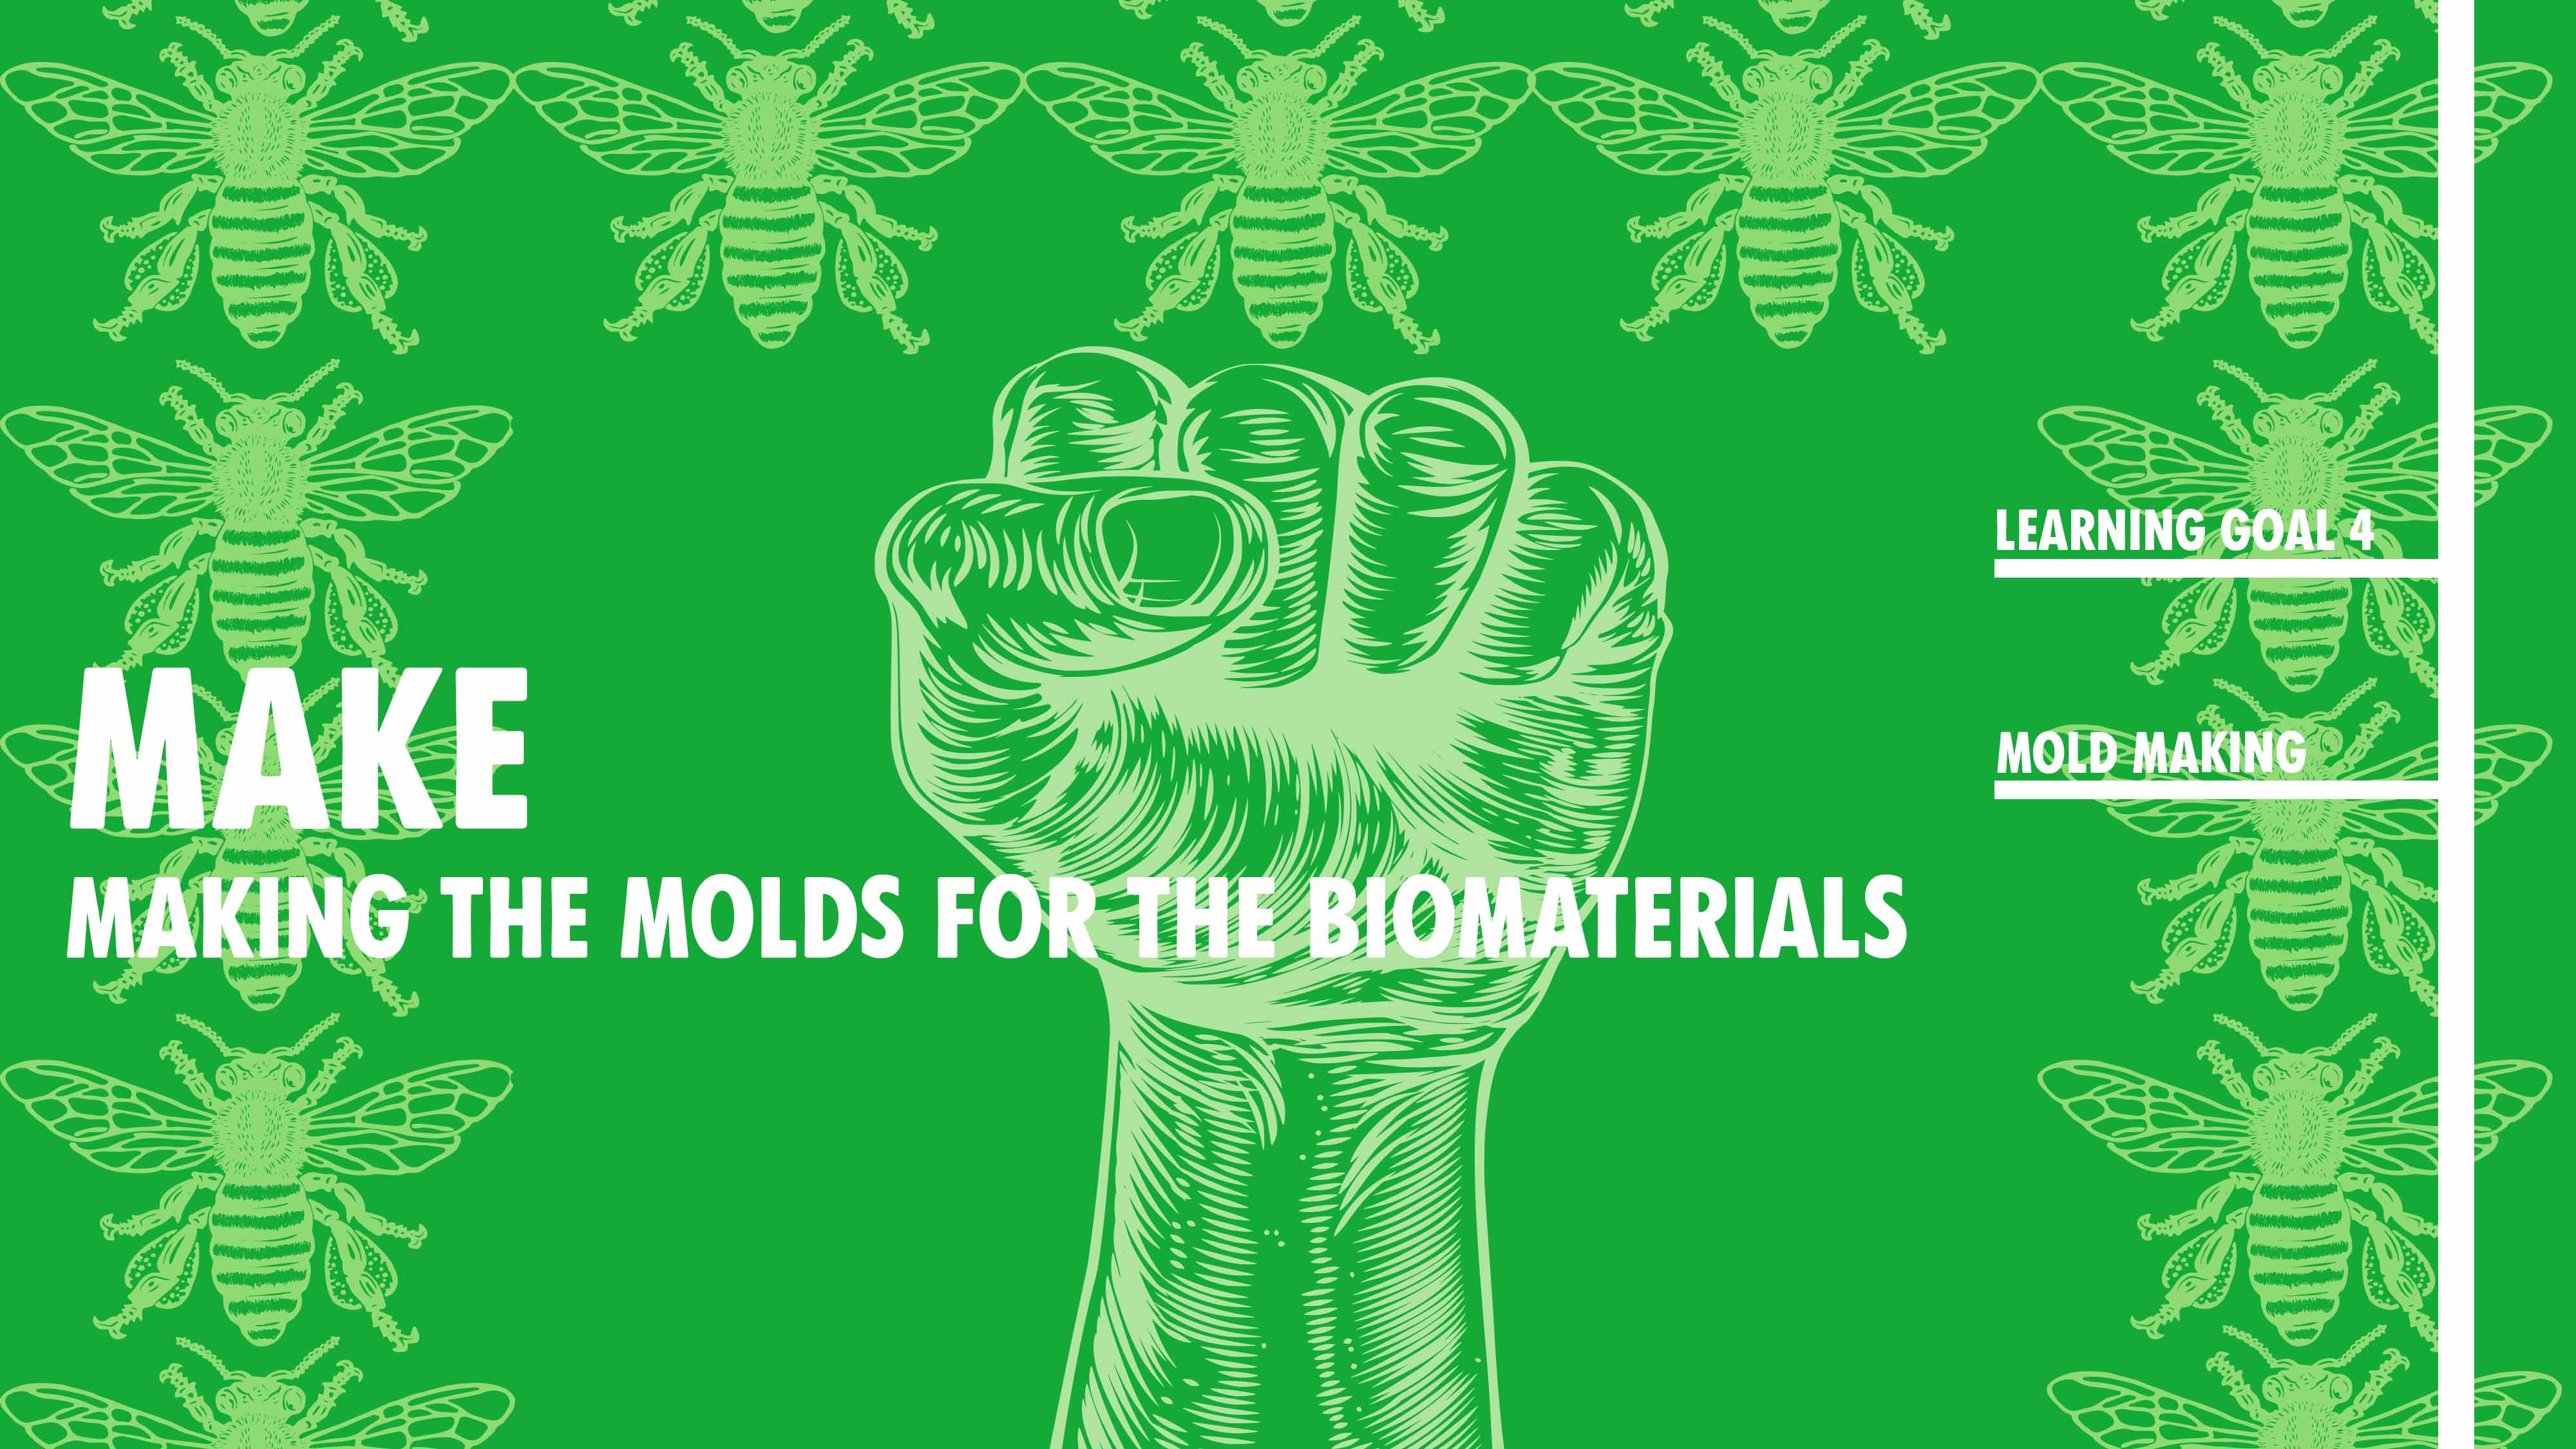 LEARNING GOAL 4
MOLD MAKING
MAKE
MAKING THE MOLDS FOR THE BIOMATERIALS